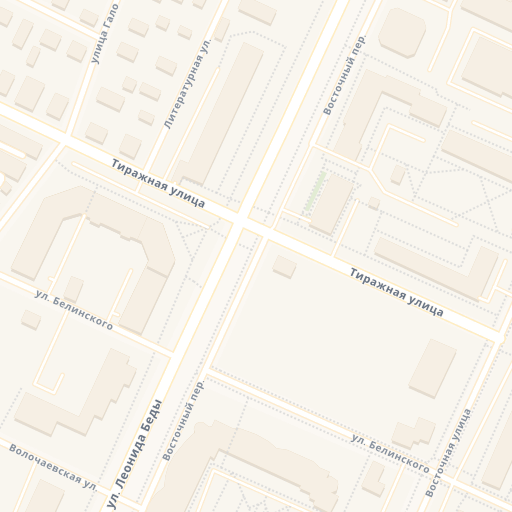 улица Гало
Литературная ул.
Восточный пер.
Тиражная улица
Тиражная улица
ул. Белинского
ул. Леонида Беды
Восточный пер.
ул. Белинского
Восточная улица
Волочаевская ул.